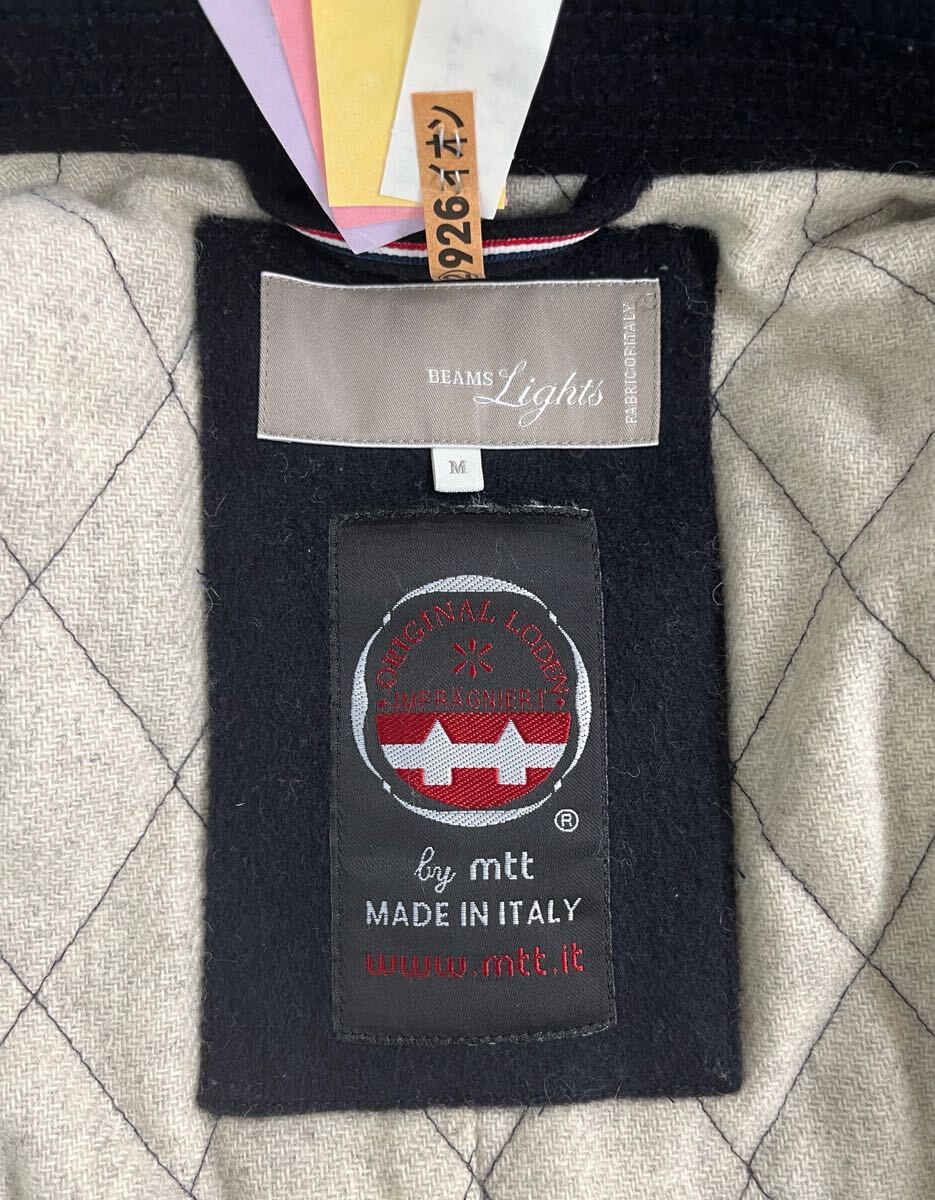 926イオン
BEAMS Lights
FABRIC OF ITALY
M
ORIGINAL LODEN
IMPRÄGNIERT
®
by mtt
MADE IN ITALY
www.mtt.it